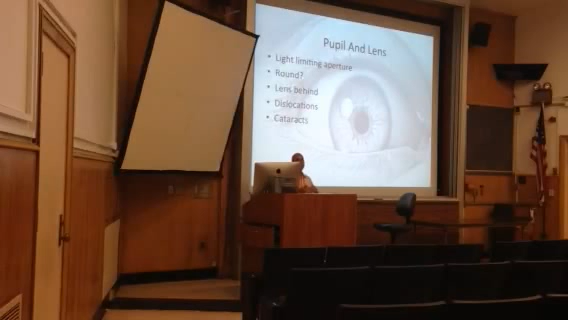 Pupil And Lens
• Light limiting aperture
• Round?
• Lens behind
• Dislocations
• Cataracts